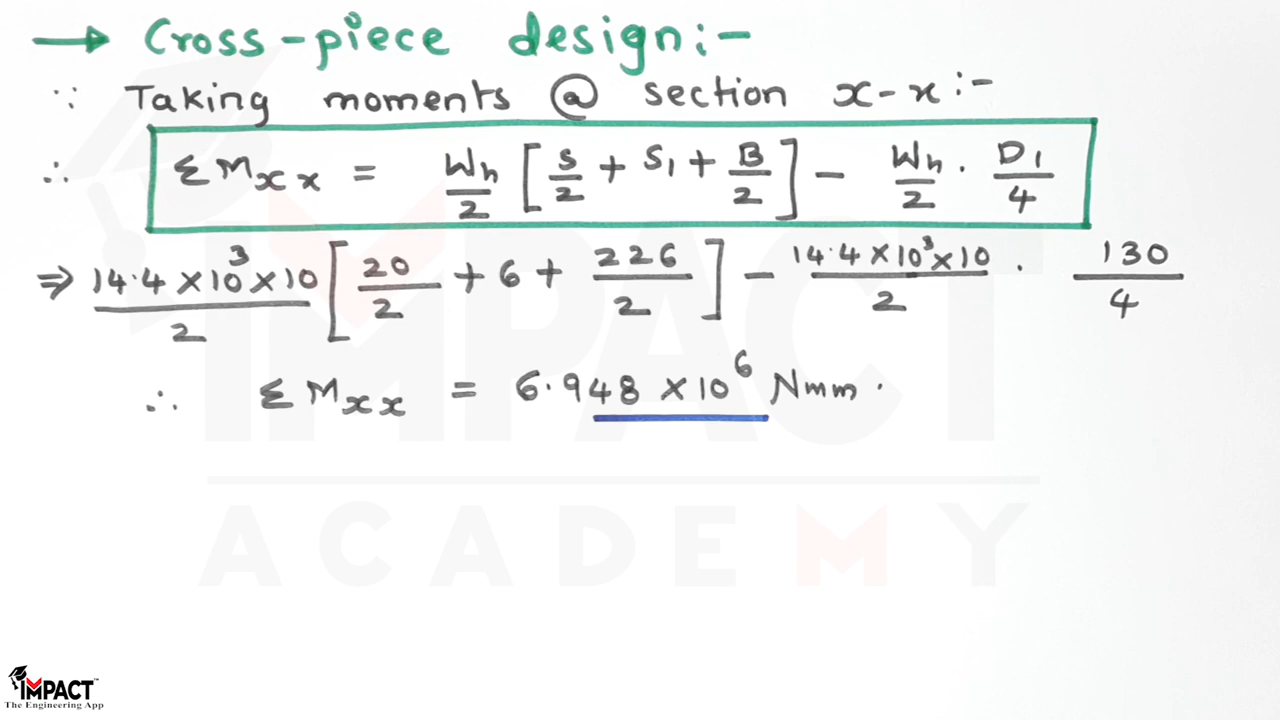 → Cross-piece design:-
∵ Taking moments @ section x-x:-
∴ ΣMxx = Wh/2 [S/2 + S1 + B/2] - Wh/2 . D1/4
⇒ 14.4×10³×10/2 [20/2 + 6 + 226/2] - 14.4×10³×10/2 . 130/4
∴ ΣMxx = 6.948 ×10⁶ Nmm.
IMPACT
ACADEMY
IMPACT™
The Engineering App